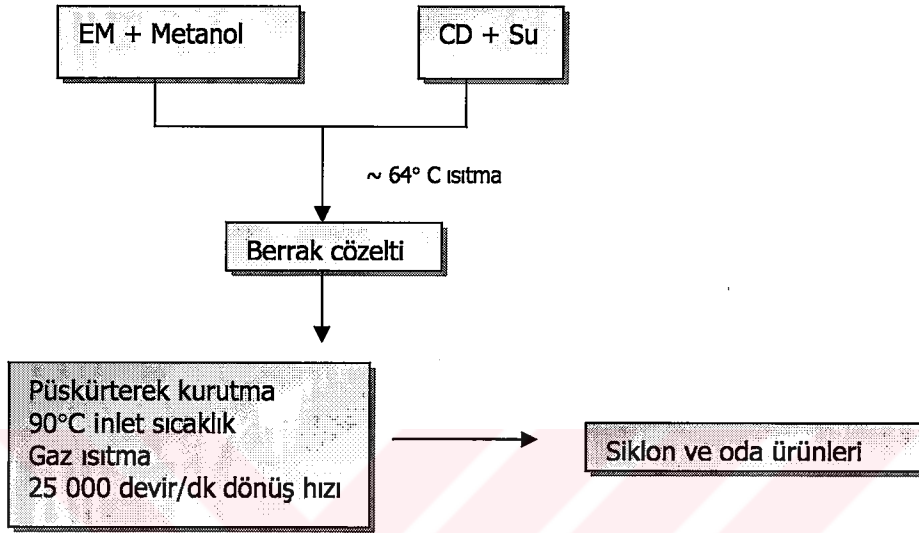 EM + Metanol
CD + Su
~ 64° C ısıtma
Berrak cözelti
Püskürterek kurutma
90°C inlet sıcaklık
Gaz ısıtma
25 000 devir/dk dönüş hızı
Siklon ve oda ürünleri